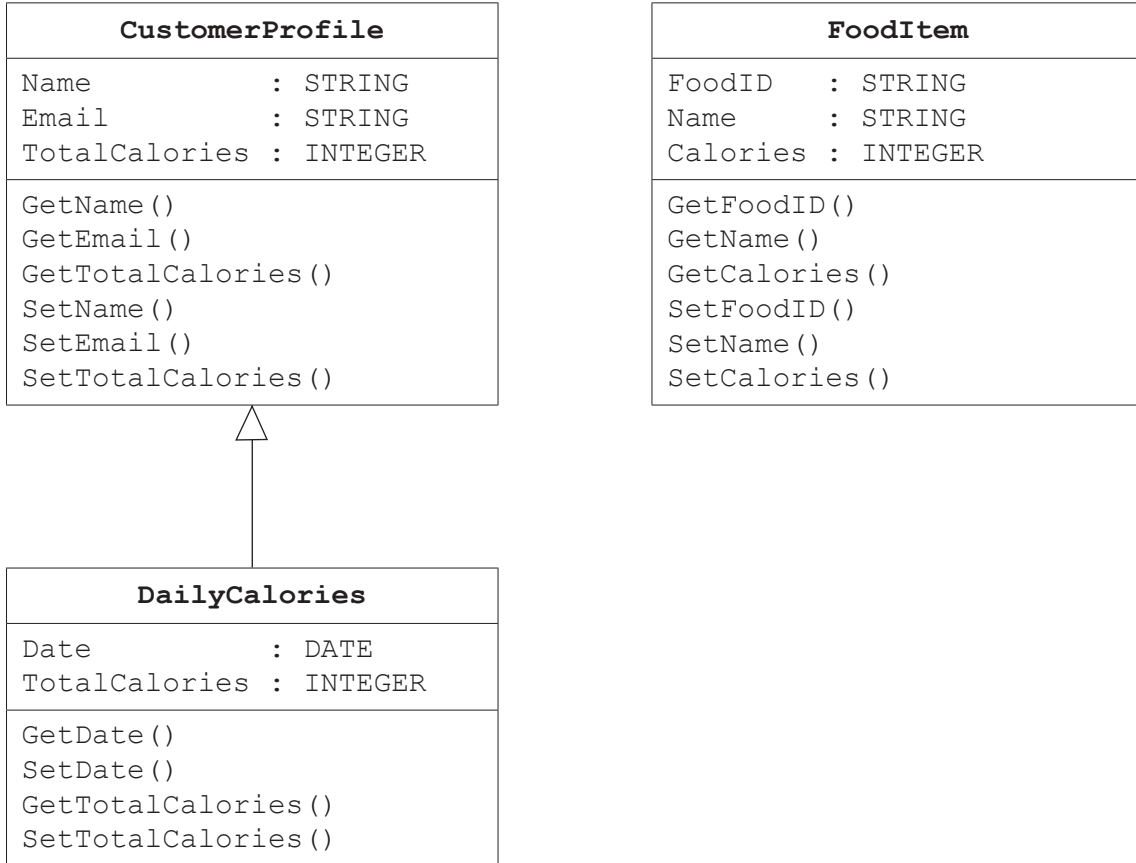 CustomerProfile
Name : STRING
Email : STRING
TotalCalories : INTEGER
GetName()
GetEmail()
GetTotalCalories()
SetName()
SetEmail()
SetTotalCalories()
FoodItem
FoodID : STRING
Name : STRING
Calories : INTEGER
GetFoodID()
GetName()
GetCalories()
SetFoodID()
SetName()
SetCalories()
DailyCalories
Date : DATE
TotalCalories : INTEGER
GetDate()
SetDate()
GetTotalCalories()
SetTotalCalories()